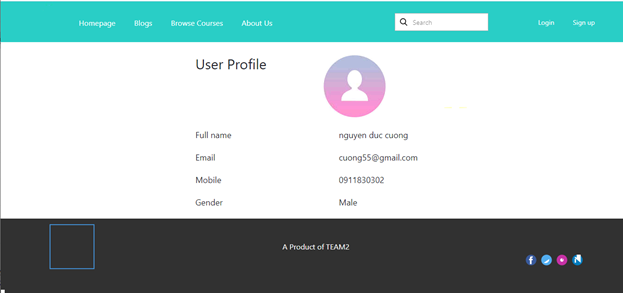 Homepage Blogs Browse Courses About Us Search Login Sign up
User Profile
Full name nguyen duc cuong
Email cuong55@gmail.com
Mobile 0911830302
Gender Male
A Product of TEAM2